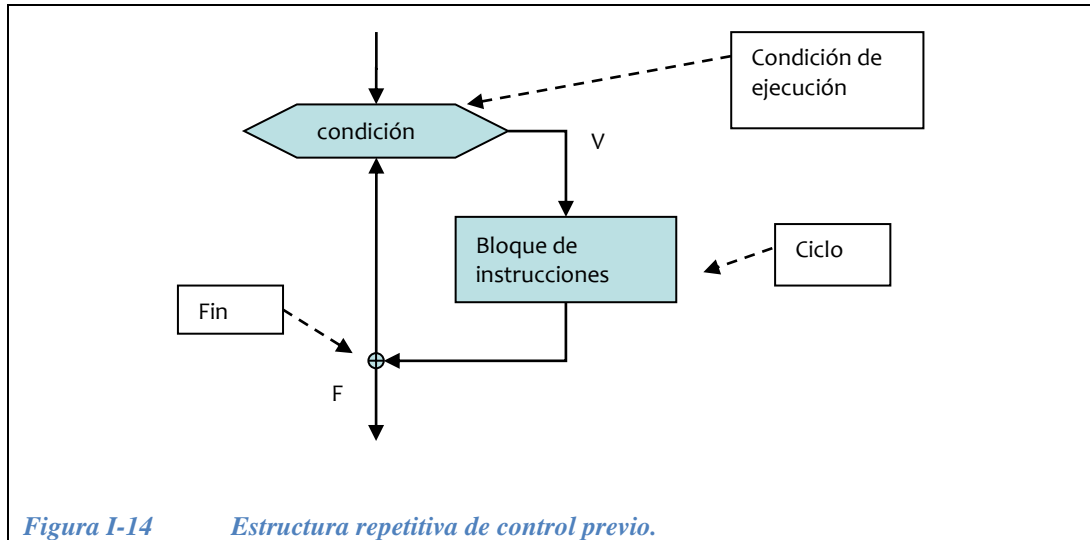 Condición de
ejecución
condición
V
Bloque de
instrucciones
Ciclo
Fin
F
Figura I-14 Estructura repetitiva de control previo.